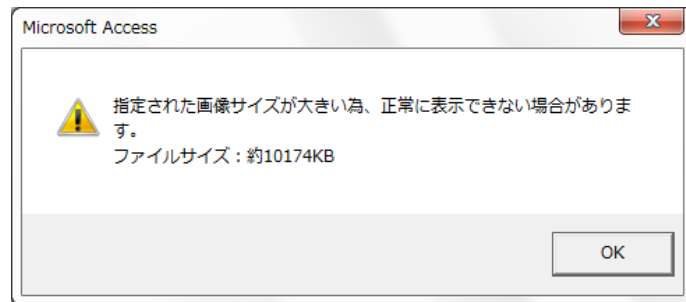 Microsoft Access
指定された画像サイズが大きい為、正常に表示できない場合がありま
す。
ファイルサイズ：約10174KB
OK